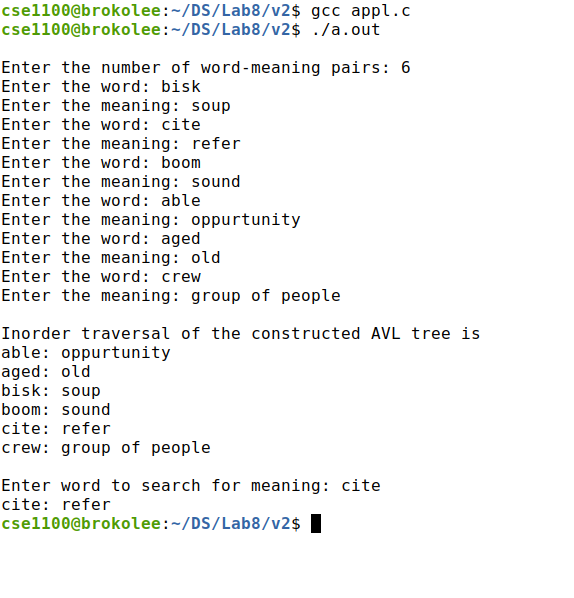 cse1100@brokolee:~/DS/Lab8/v2$ gcc appl.c
cse1100@brokolee:~/DS/Lab8/v2$ ./a.out
Enter the number of word-meaning pairs: 6
Enter the word: bisk
Enter the meaning: soup
Enter the word: cite
Enter the meaning: refer
Enter the word: boom
Enter the meaning: sound
Enter the word: able
Enter the meaning: oppurtunity
Enter the word: aged
Enter the meaning: old
Enter the word: crew
Enter the meaning: group of people
Inorder traversal of the constructed AVL tree is
able: oppurtunity
aged: old
bisk: soup
boom: sound
cite: refer
crew: group of people
Enter word to search for meaning: cite
cite: refer
cse1100@brokolee:~/DS/Lab8/v2$